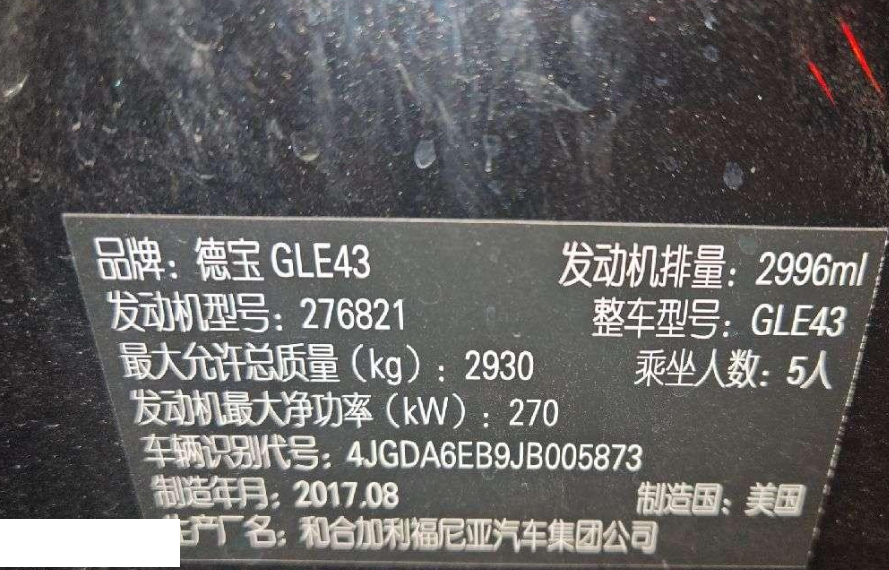 品牌：德宝 GLE43 发动机排量：2996ml
发动机型号：276821 整车型号：GLE43
最大允许总质量（kg）：2930 乘坐人数：5人
发动机最大净功率（kW）：270
车辆识别代号：4JGDA6EB9JB005873
制造年月：2017.08 制造国：美国
生产厂名：和合加利福尼亚汽车集团公司